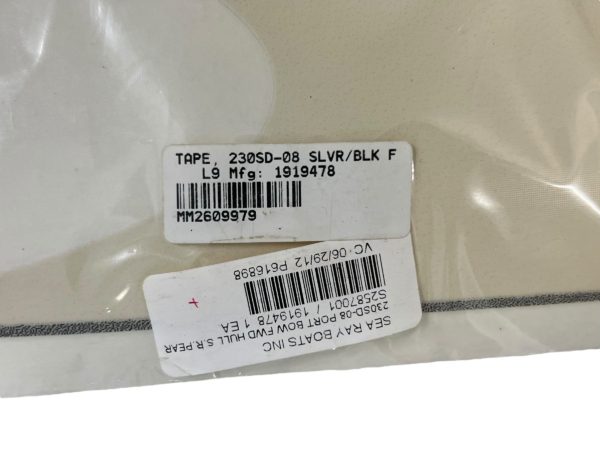 TAPE, 230SD-08 SLVR/BLK F
L9 Mfg: 1919478
MM2609979
SEA RAY BOATS INC
230SD-08 PORT BOW FWD HULL S.R.PEAR
S2587001 / 1919478 1 EA
VC: 06/29/12 P616898